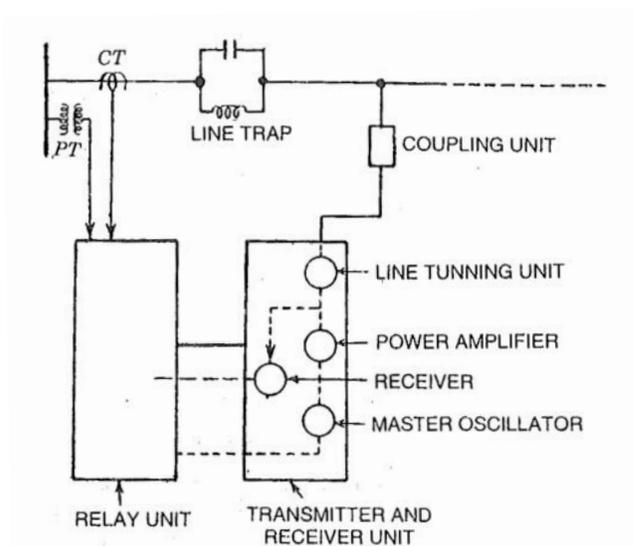 CT
PT
LINE TRAP
COUPLING UNIT
LINE TUNNING UNIT
POWER AMPLIFIER
RECEIVER
MASTER OSCILLATOR
RELAY UNIT
TRANSMITTER AND
RECEIVER UNIT